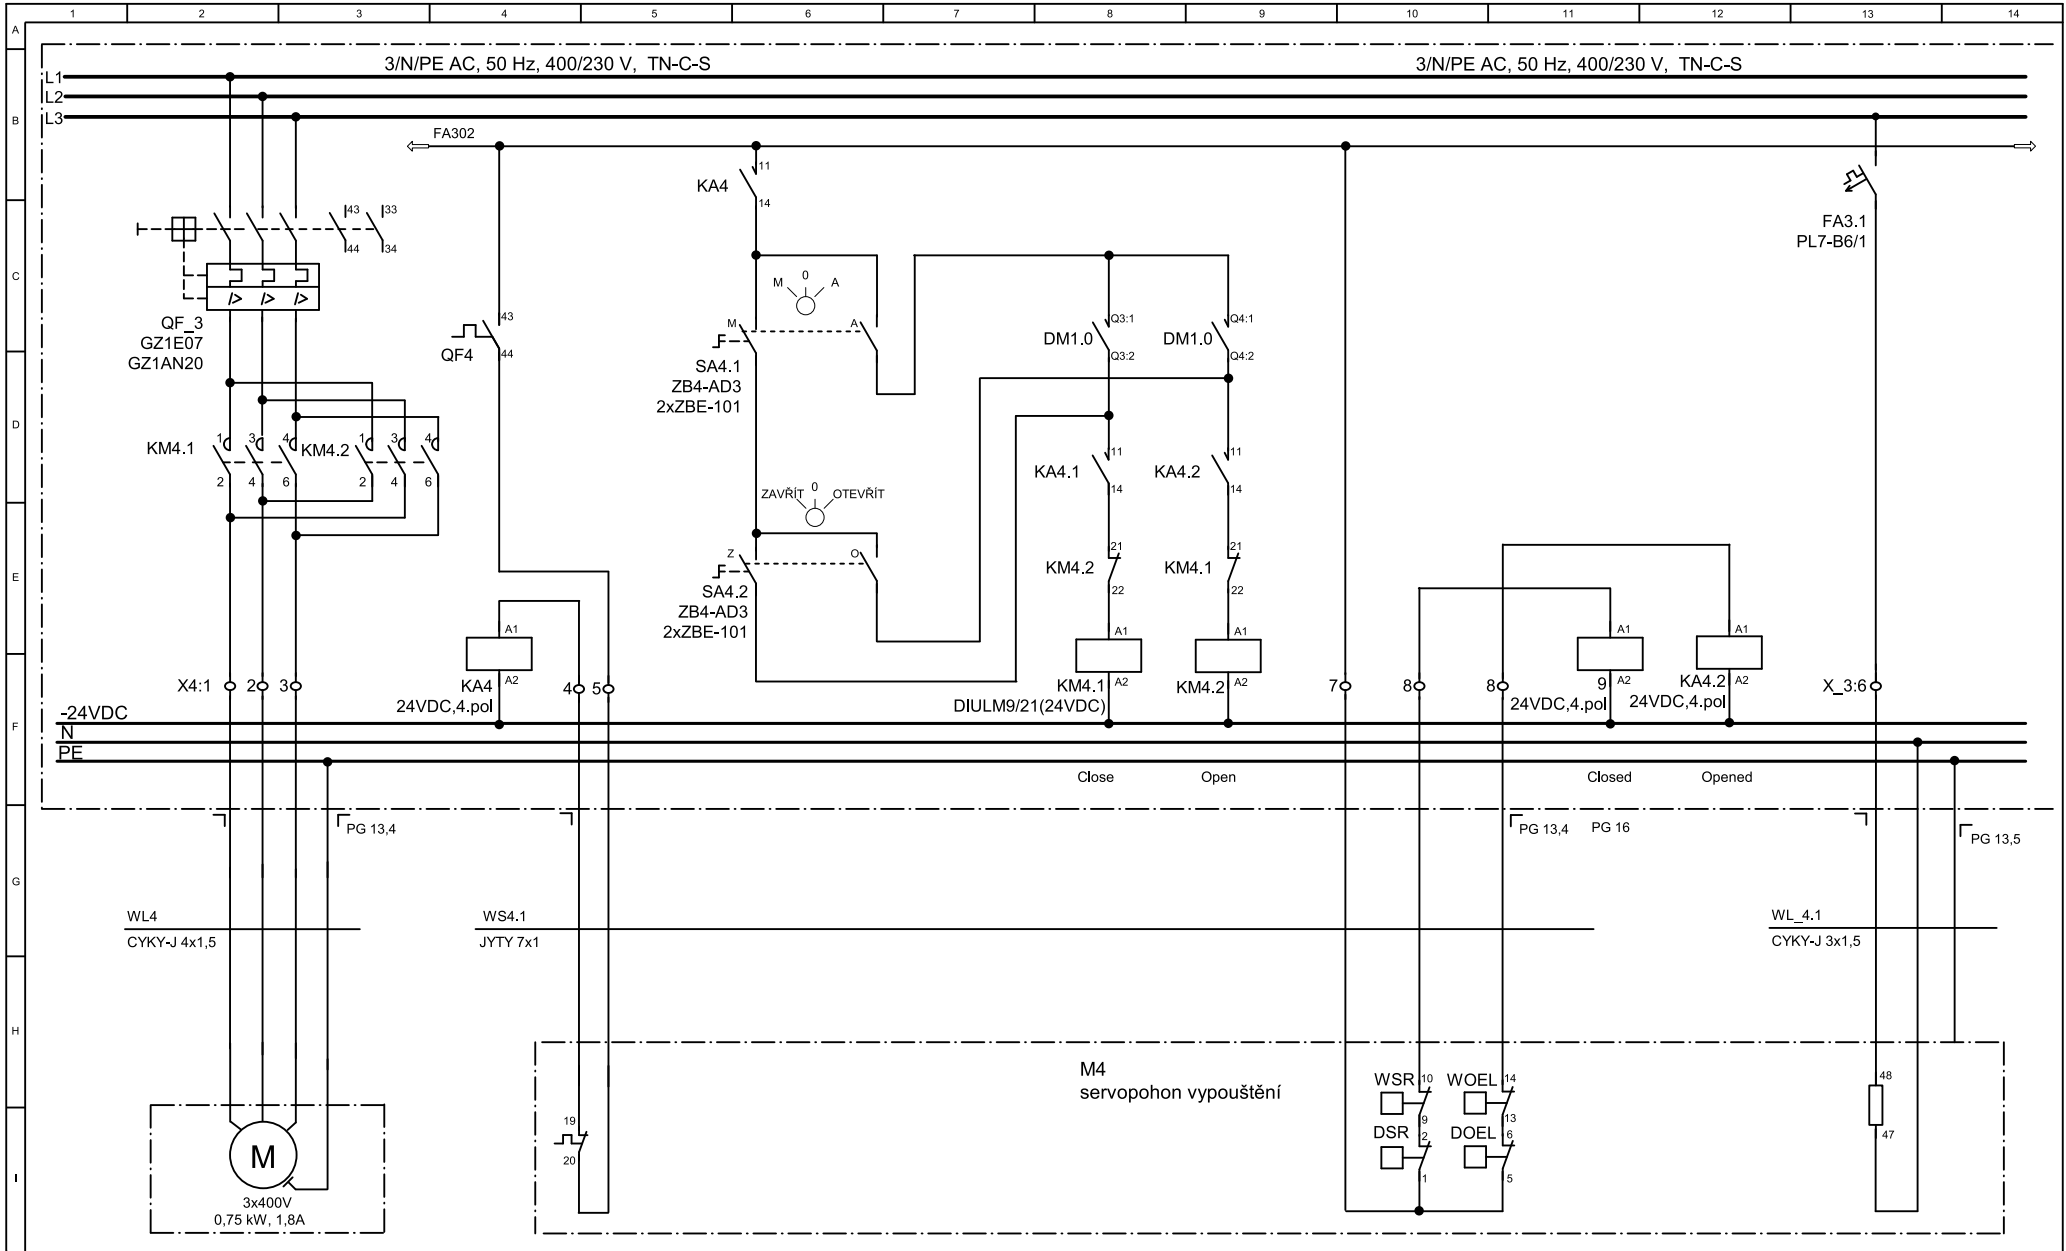 1 2 3 4 5 6 7 8 9 10 11 12 13 14
A
3/N/PE AC, 50 Hz, 400/230 V, TN-C-S 3/N/PE AC, 50 Hz, 400/230 V, TN-C-S
L1
L2
L3
B
FA302
11
KA4
14
43 33
44 34
FA3.1
PL7-B6/1
C
M 0 A
QF_3
GZ1E07
GZ1AN20
43
QF4
44
M A
SA4.1
ZB4-AD3
2xZBE-101
Q3:1
DM1.0
Q3:2
Q4:1
DM1.0
Q4:2
D
KM4.1
1 3 4
2 4 6
KM4.2
1 3 4
2 4 6
11
KA4.1
14
11
KA4.2
14
ZAVŘÍT 0 OTEVŘÍT
E
Z O
SA4.2
ZB4-AD3
2xZBE-101
21
KM4.2
22
21
KM4.1
22
A1
KA4 A2
24VDC,4.pol
A1
KM4.1 A2
DIULM9/21(24VDC)
A1
KM4.2 A2
A1
9 A2
24VDC,4.pol
A1
KA4.2 A2
24VDC,4.pol
X4:1 2 3 4 5 7 8 8 X_3:6
F
-24VDC
N
PE
Close Open Closed Opened
PG 13,4 PG 13,4 PG 16 PG 13,5
G
WL4
CYKY-J 4x1,5
WS4.1
JYTY 7x1
WL_4.1
CYKY-J 3x1,5
H
M4
servopohon vypouštění
WSR 10
9
WOEL 14
13
DSR 2
1
DOEL 6
5
48
47
19
20
I
M
3x400V
0,75 kW, 1,8A